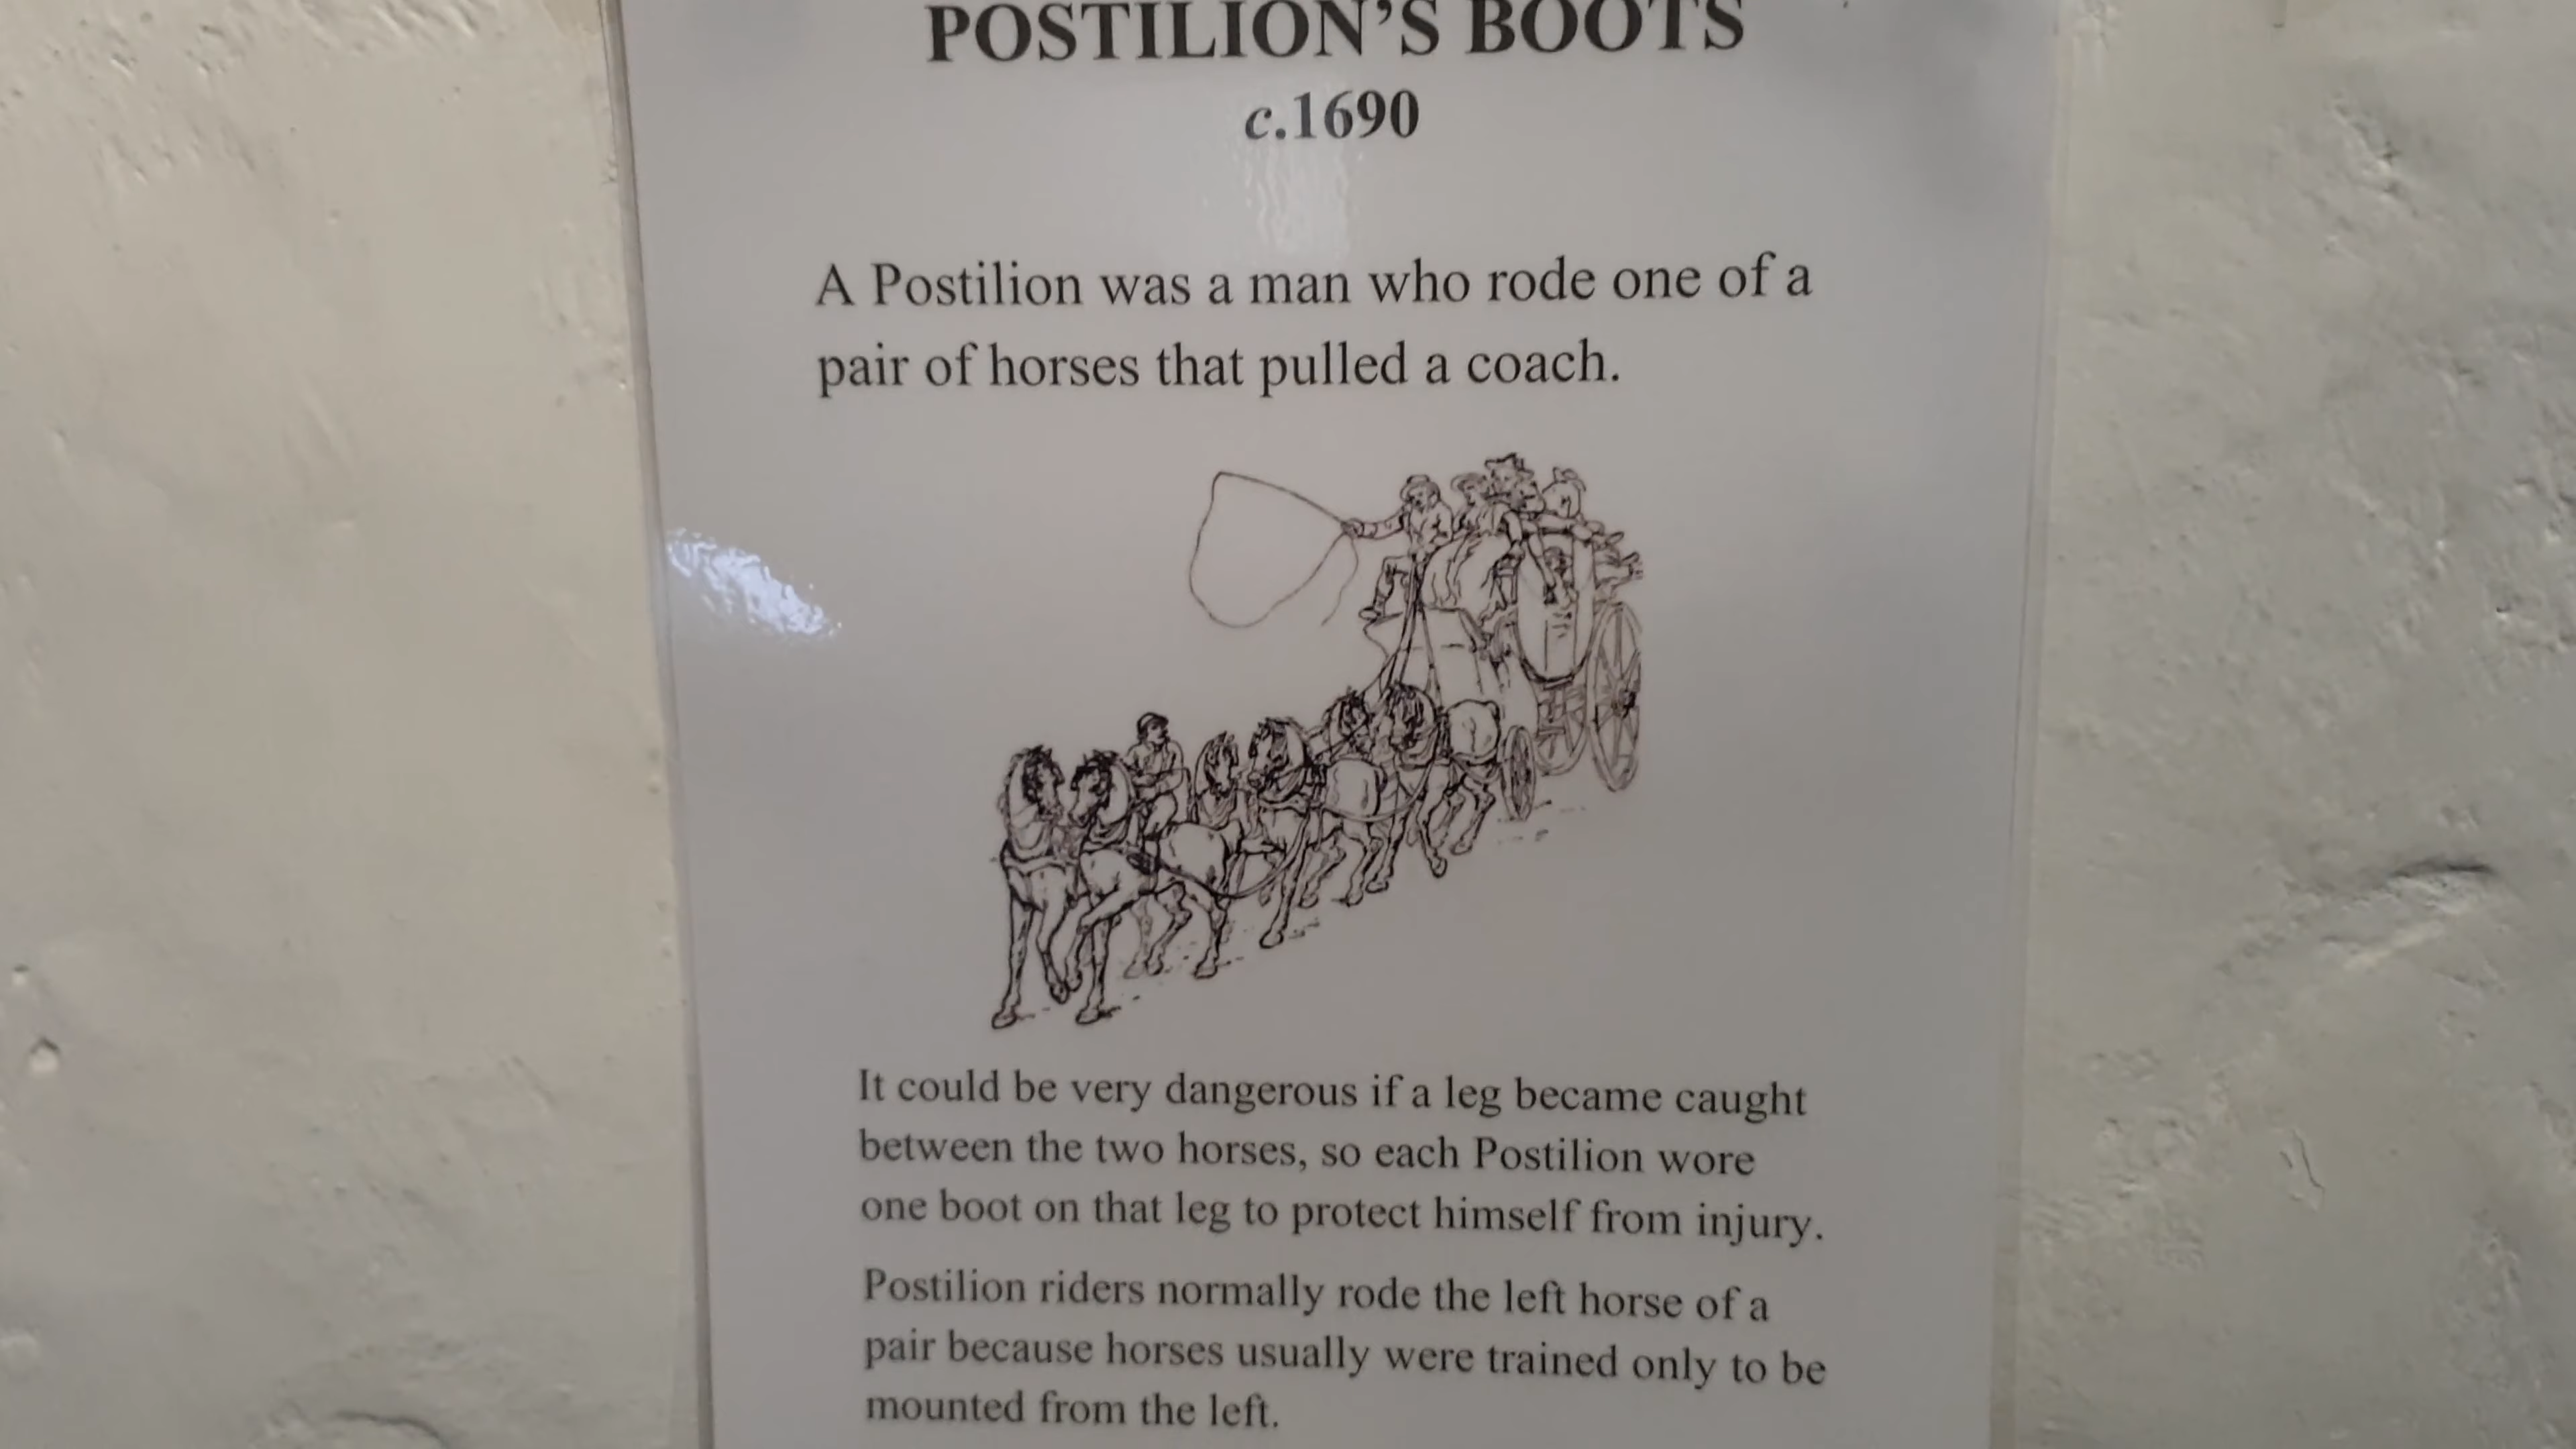 POSTILION'S BOOTS
c.1690
A Postilion was a man who rode one of a
pair of horses that pulled a coach.
It could be very dangerous if a leg became caught
between the two horses, so each Postilion wore
one boot on that leg to protect himself from injury.
Postilion riders normally rode the left horse of a
pair because horses usually were trained only to be
mounted from the left.